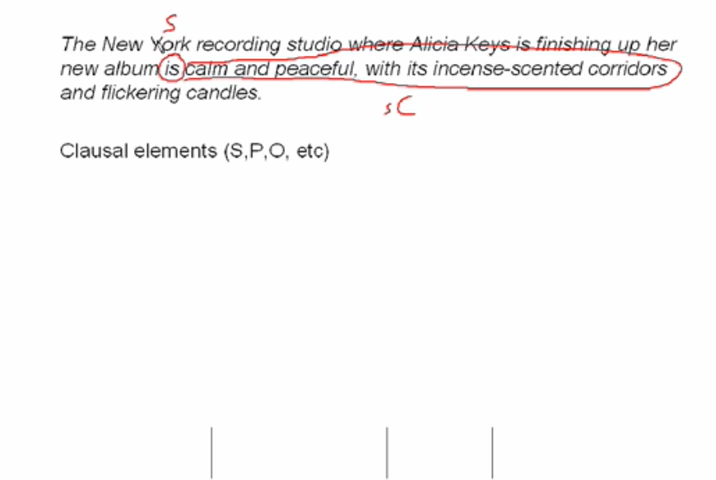 S
The New York recording studio where Alicia Keys is finishing up her
new album is calm and peaceful, with its incense-scented corridors
and flickering candles.
sC
Clausal elements (S,P,O, etc)